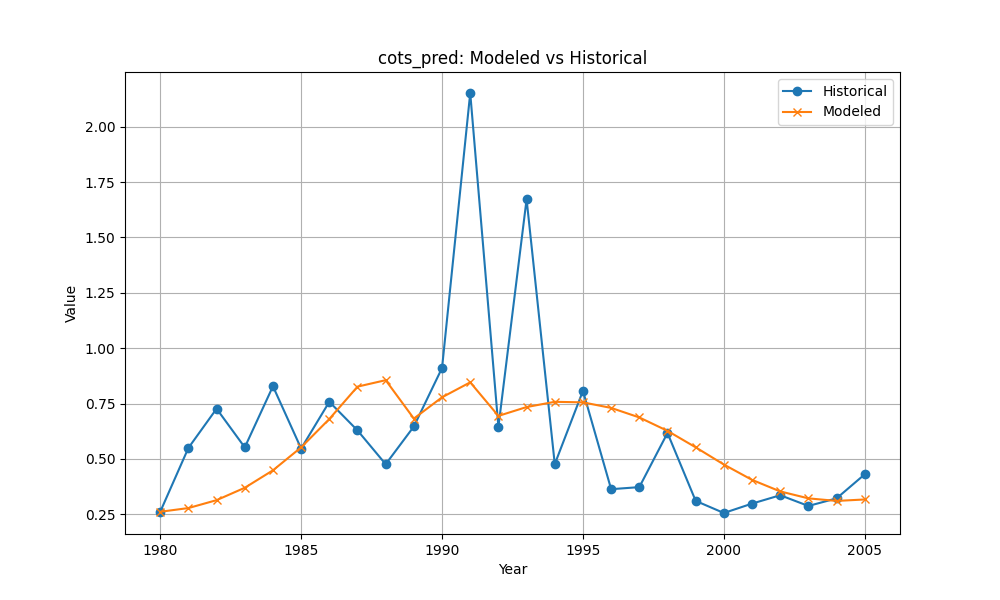 cots_pred: Modeled vs Historical
Historical
Modeled
Value
2.00
1.75
1.50
1.25
1.00
0.75
0.50
0.25
1980 1985 1990 1995 2000 2005
Year